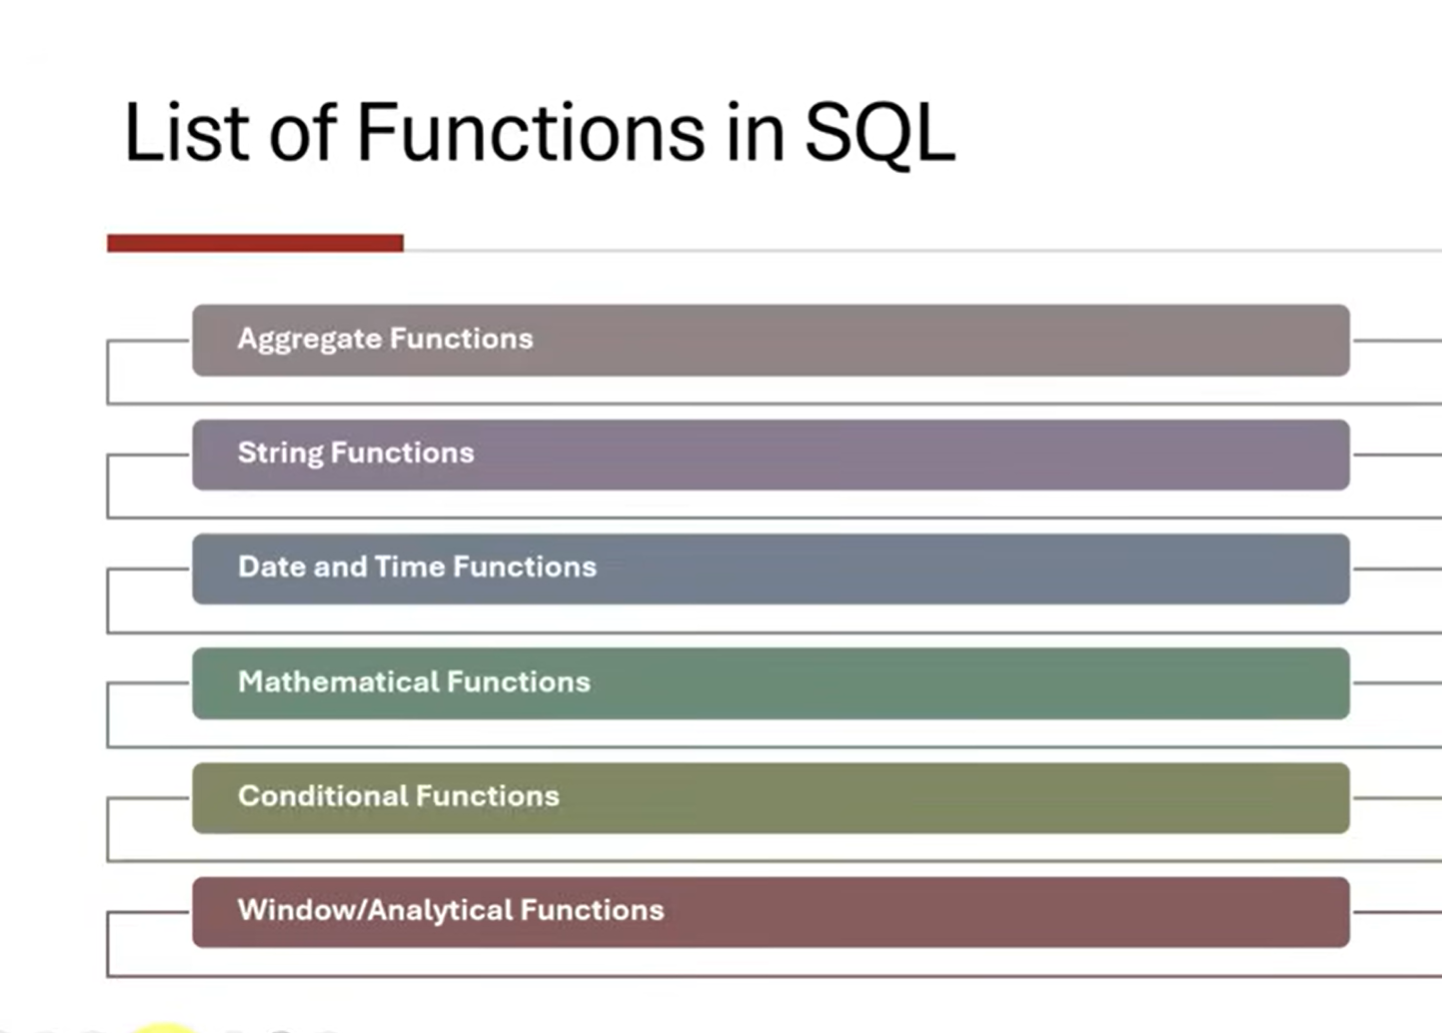 List of Functions in SQL
Aggregate Functions
String Functions
Date and Time Functions
Mathematical Functions
Conditional Functions
Window/Analytical Functions